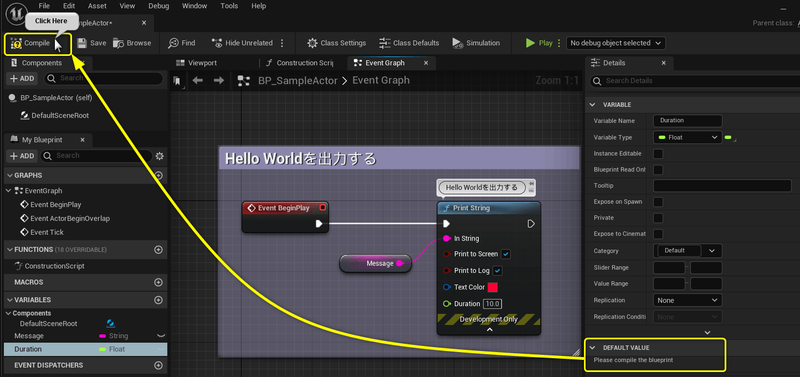 File Edit Asset View Debug Window Tools Help
Click Here
SampleActor*
Parent class:
Compile Save Browse Find Hide Unrelated Class Settings Class Defaults Simulation Play No debug object selected
Components
Viewport Construction Scrip Event Graph
Details
+ ADD Search
BP_SampleActor > Event Graph Zoom 1:1
Search Details
BP_SampleActor (self)
DefaultSceneRoot
My Blueprint
+ ADD Search
GRAPHS
EventGraph
Event BeginPlay
Event ActorBeginOverlap
Event Tick
FUNCTIONS (18 OVERRIDABLE)
ConstructionScript
MACROS
VARIABLES
Components
DefaultSceneRoot
Message String
Duration Float
EVENT DISPATCHERS
Hello Worldを出力する
Hello Worldを出力する
Event BeginPlay
Print String
In String
Message
Print to Screen
Print to Log
Text Color
Duration 10.0
Development Only
VARIABLE
Variable Name Duration
Variable Type Float
Instance Editable
Blueprint Read Onl
Tooltip
Expose on Spawn
Private
Expose to Cinemat
Category Default
Slider Range
Value Range
Replication None
Replication Conditi None
DEFAULT VALUE
Please compile the blueprint